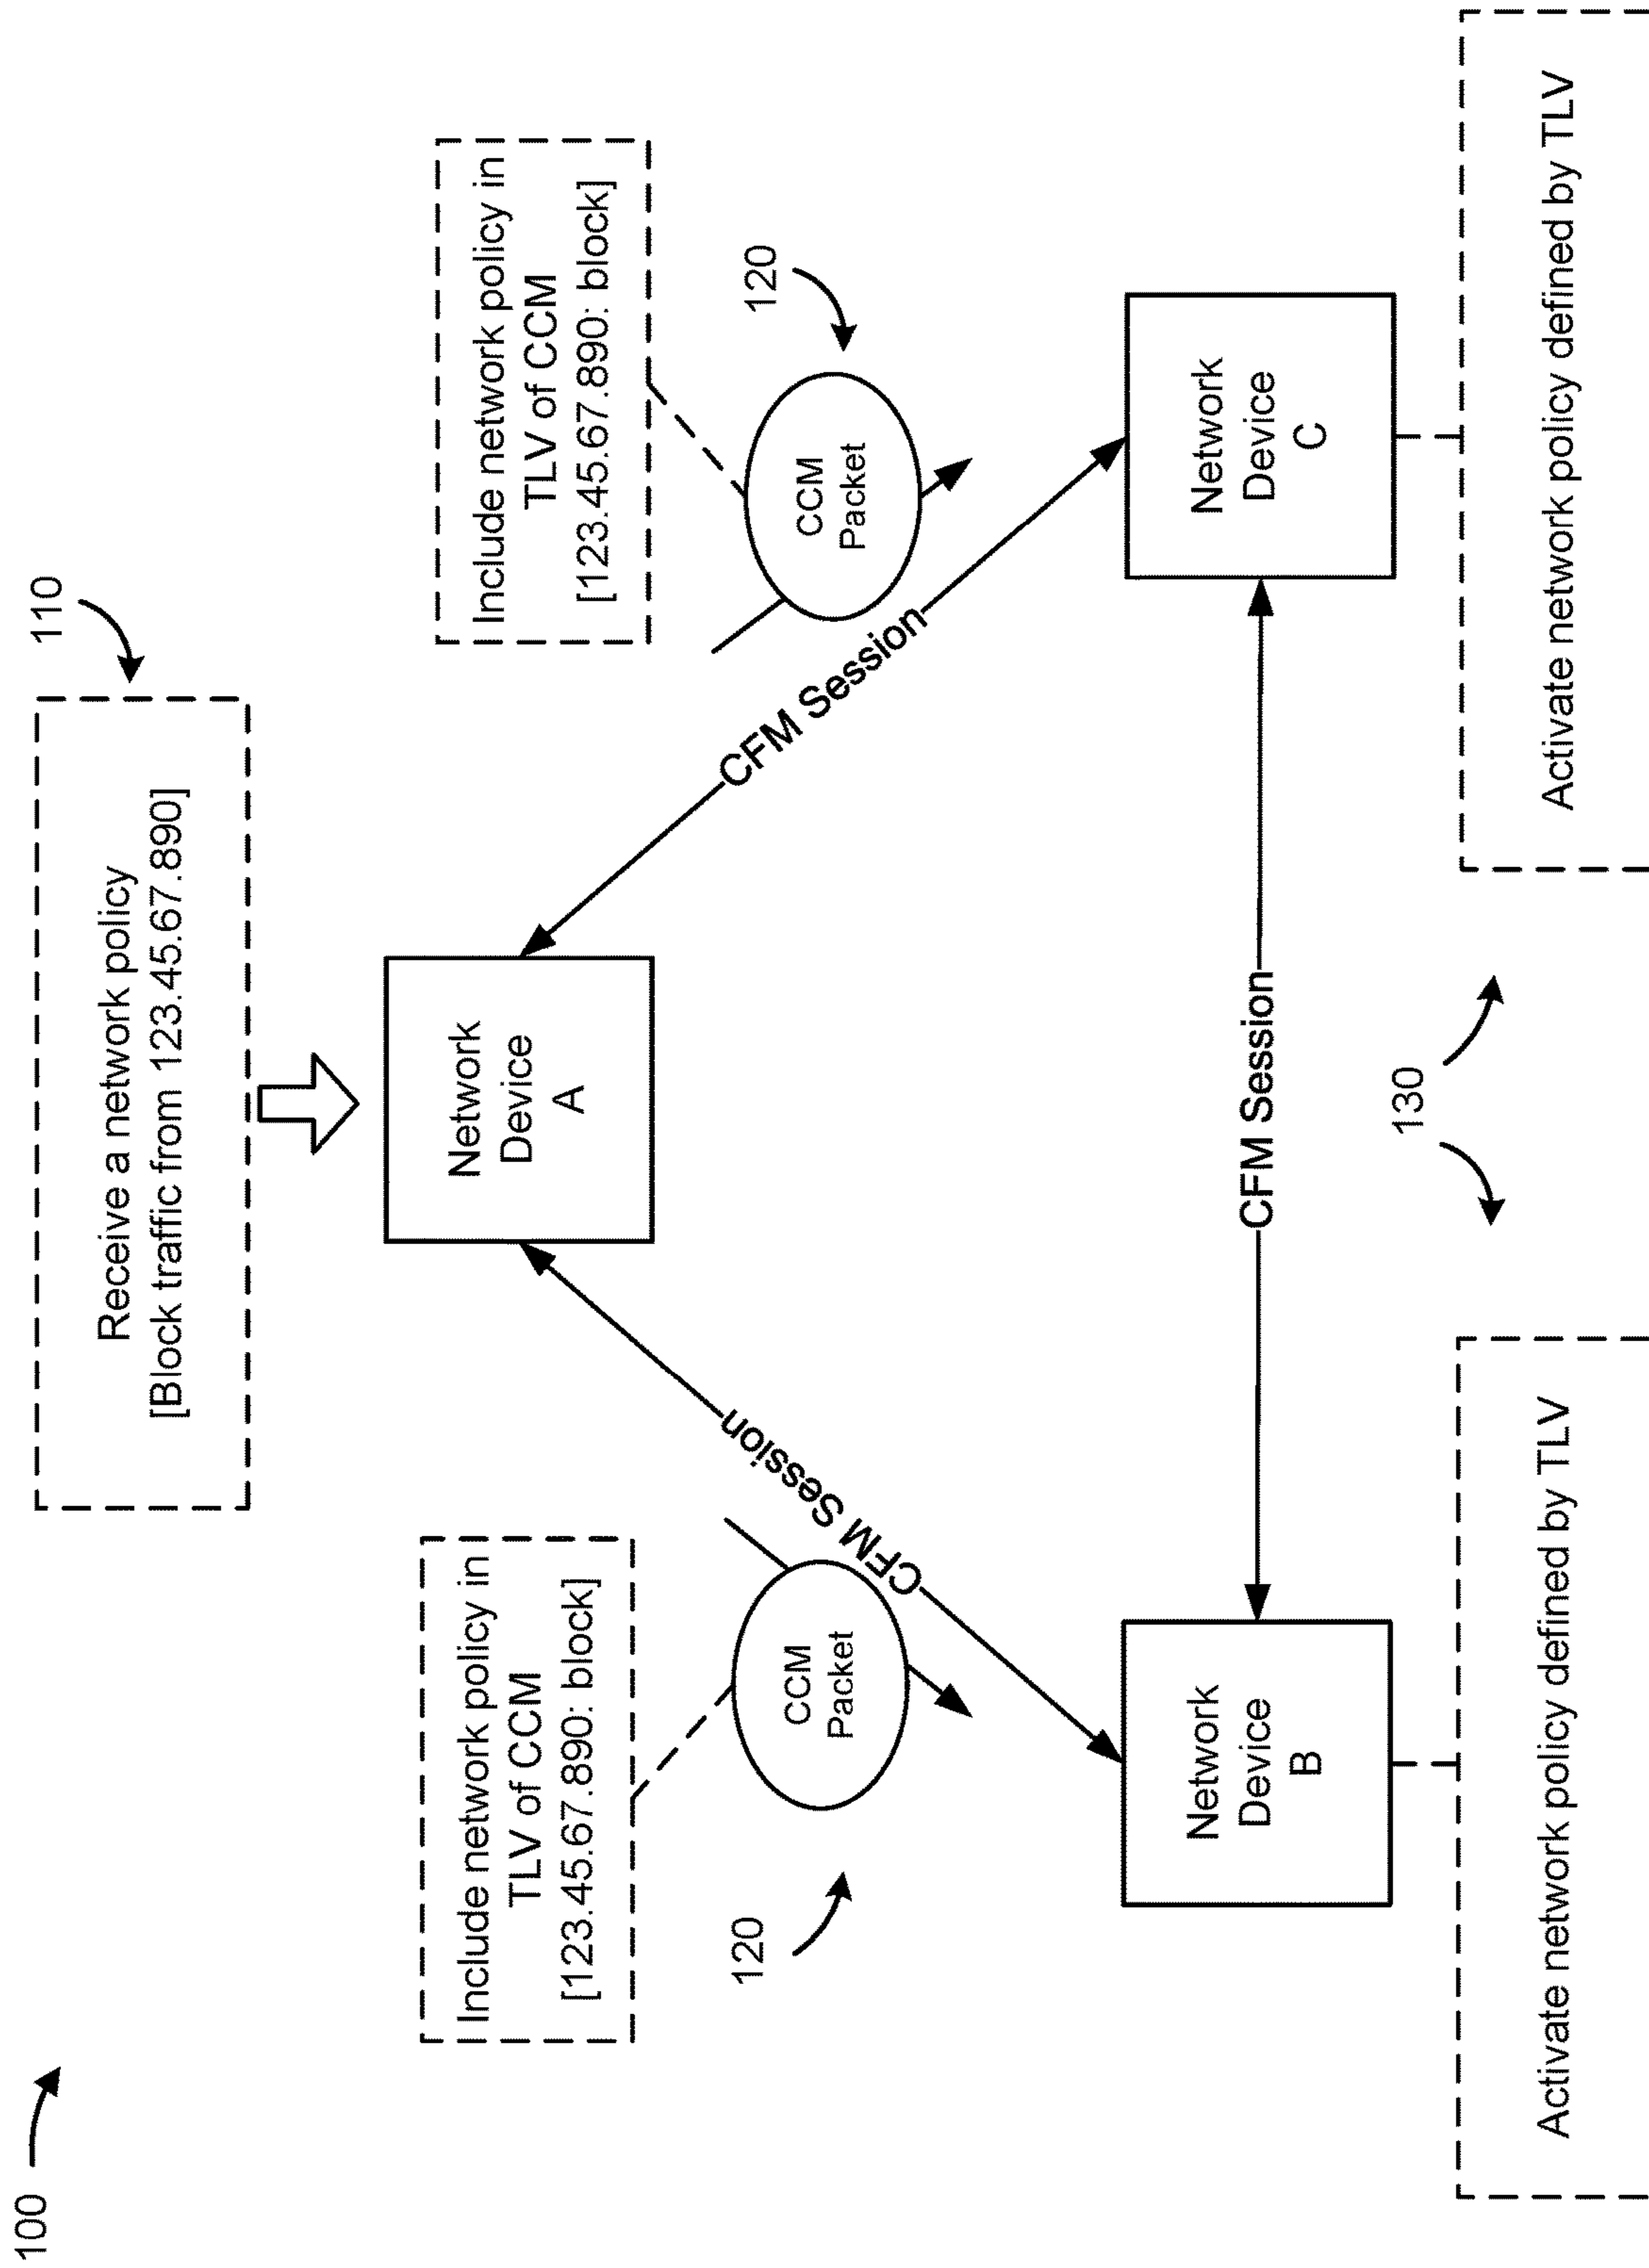 100
110
Receive a network policy
[Block traffic from 123.45.67.890]
Network
Device
A
Include network policy in
TLV of CCM
[123.45.67.890: block]
120
CCM
Packet
CFM Session
Include network policy in
TLV of CCM
[123.45.67.890: block]
120
CCM
Packet
CFM Session
Network
Device
B
CFM Session
Network
Device
C
130
Activate network policy defined by TLV
Activate network policy defined by TLV